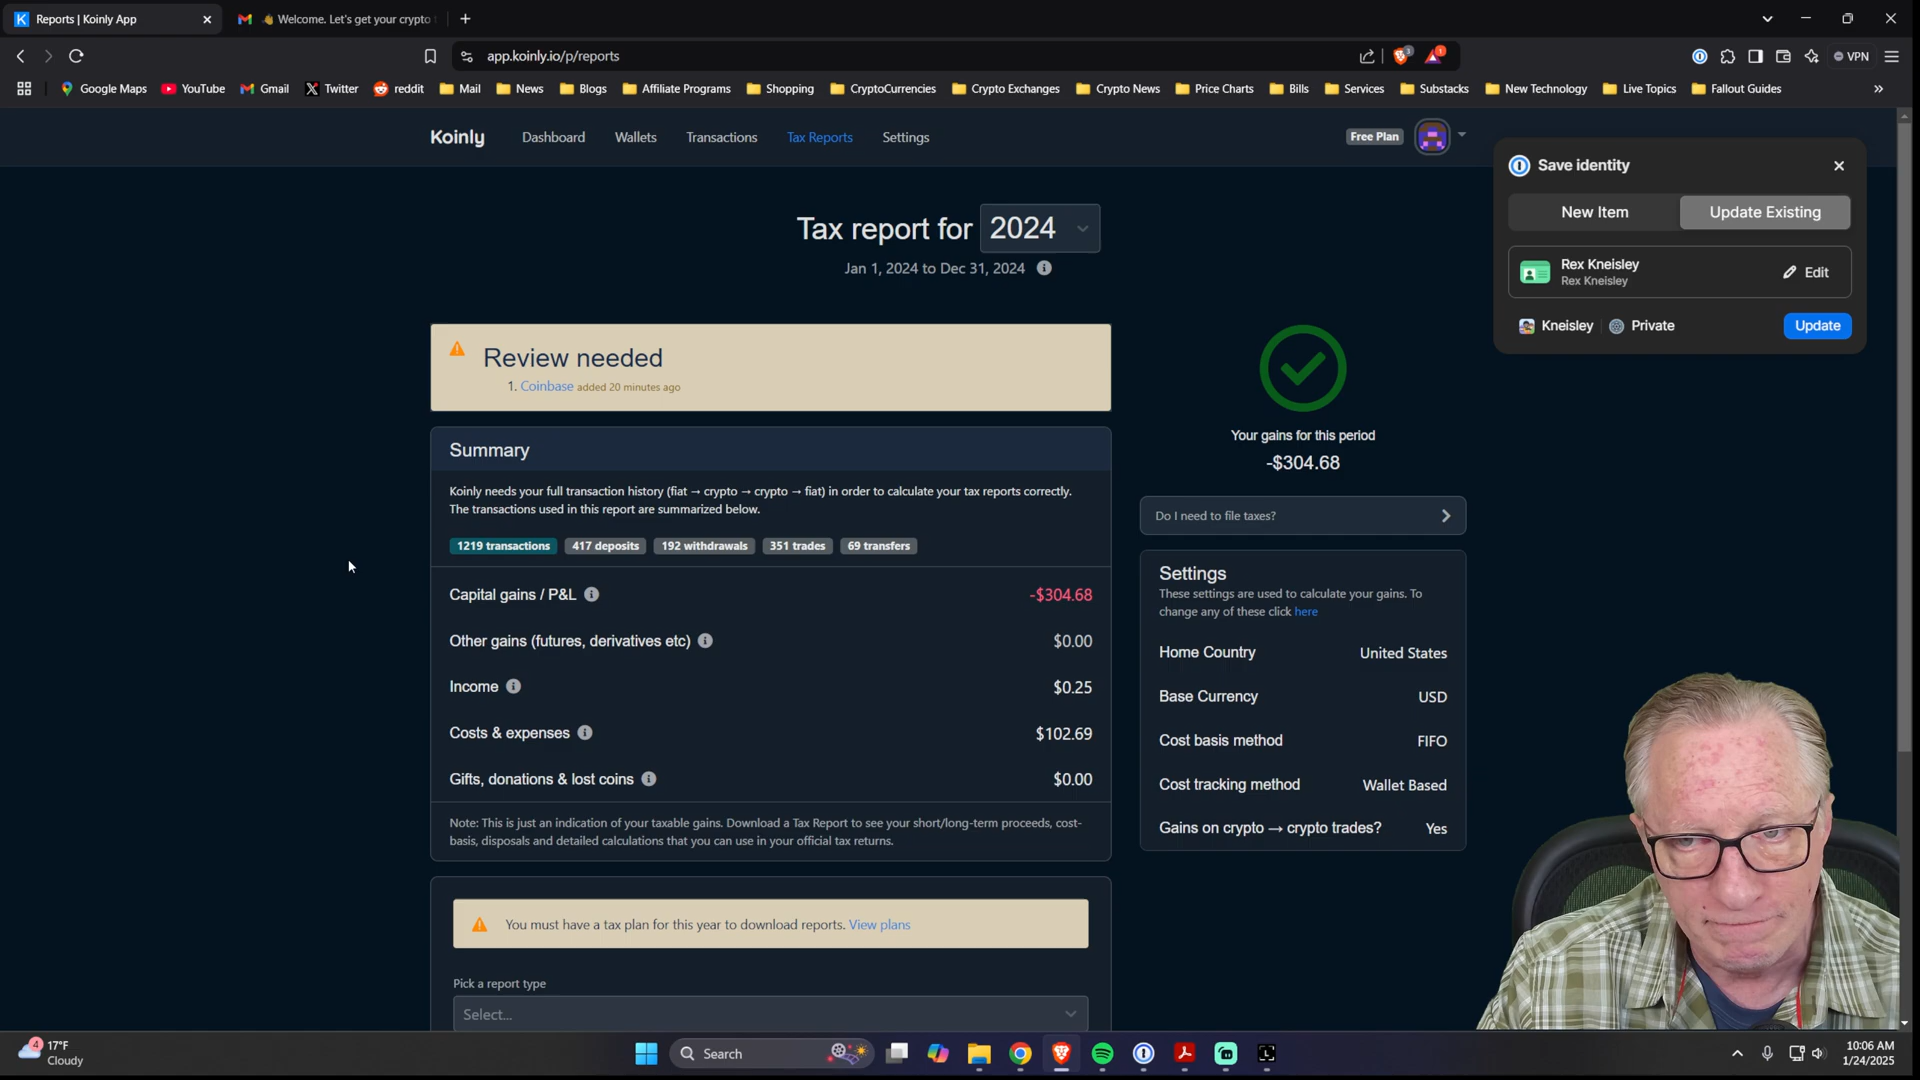 Reports | Koinly App
👋 Welcome. Let's get your crypto
app.koinly.io/p/reports
VPN
Google Maps YouTube Gmail Twitter reddit Mail News Blogs Affiliate Programs Shopping CryptoCurrencies Crypto Exchanges Crypto News Price Charts Bills Services Substacks New Technology Live Topics Fallout Guides »
Koinly Dashboard Wallets Transactions Tax Reports Settings Free Plan
Save identity
New Item Update Existing
Rex Kneisley
Rex Kneisley
Edit
Kneisley Private Update
Tax report for 2024
Jan 1, 2024 to Dec 31, 2024
Review needed
1. Coinbase added 20 minutes ago
Summary
Koinly needs your full transaction history (fiat → crypto → crypto → fiat) in order to calculate your tax reports correctly.
The transactions used in this report are summarized below.
1219 transactions 417 deposits 192 withdrawals 351 trades 69 transfers
Capital gains / P&L -$304.68
Other gains (futures, derivatives etc) $0.00
Income $0.25
Costs & expenses $102.69
Gifts, donations & lost coins $0.00
Note: This is just an indication of your taxable gains. Download a Tax Report to see your short/long-term proceeds, cost-
basis, disposals and detailed calculations that you can use in your official tax returns.
You must have a tax plan for this year to download reports. View plans
Pick a report type
Select...
Your gains for this period
-$304.68
Do I need to file taxes?
Settings
These settings are used to calculate your gains. To
change any of these click here
Home Country United States
Base Currency USD
Cost basis method FIFO
Cost tracking method Wallet Based
Gains on crypto → crypto trades? Yes
4
17°F
Cloudy
Search
10:06 AM
1/24/2025